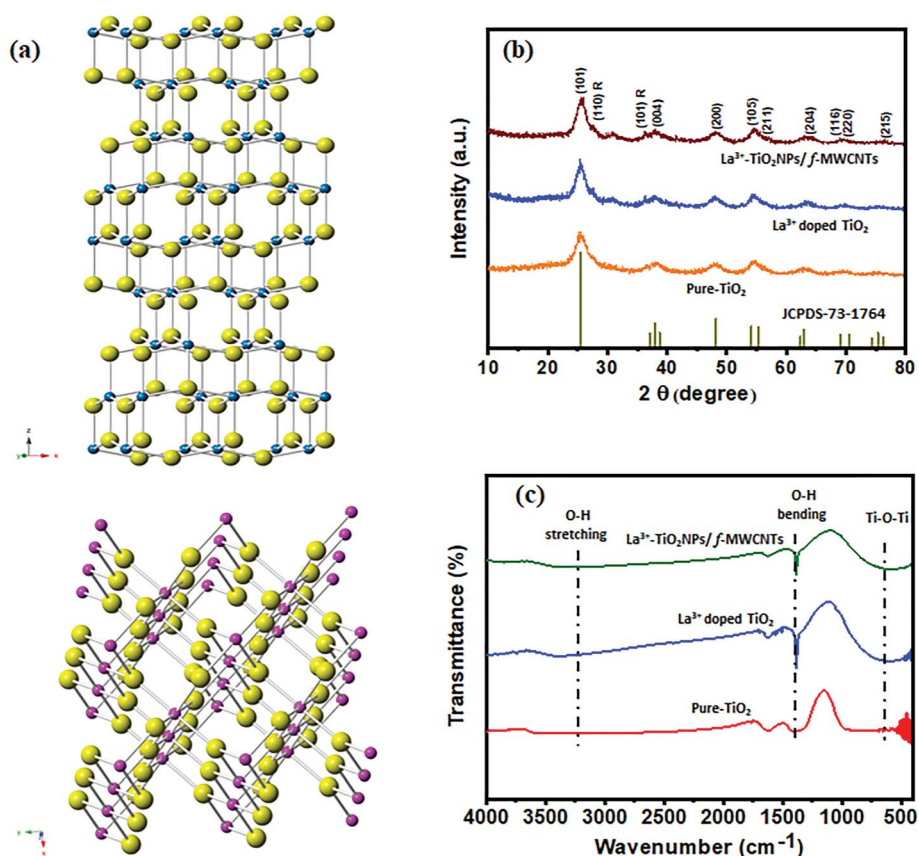 (a)
z
y
x
y
z
x
(b)
Intensity (a.u.)
(101)
(110) R
(101) R
(004)
(200)
(105)
(211)
(204)
(116)
(220)
(215)
La³⁺-TiO₂NPs/ƒ-MWCNTs
La³⁺ doped TiO₂
Pure-TiO₂
JCPDS-73-1764
10 20 30 40 50 60 70 80
2 θ (degree)
(c)
Transmittance (%)
O-H
stretching
O-H
bending
Ti-O-Ti
La³⁺-TiO₂NPs/ƒ-MWCNTs
La³⁺ doped TiO₂
Pure-TiO₂
4000 3500 3000 2500 2000 1500 1000 500
Wavenumber (cm⁻¹)